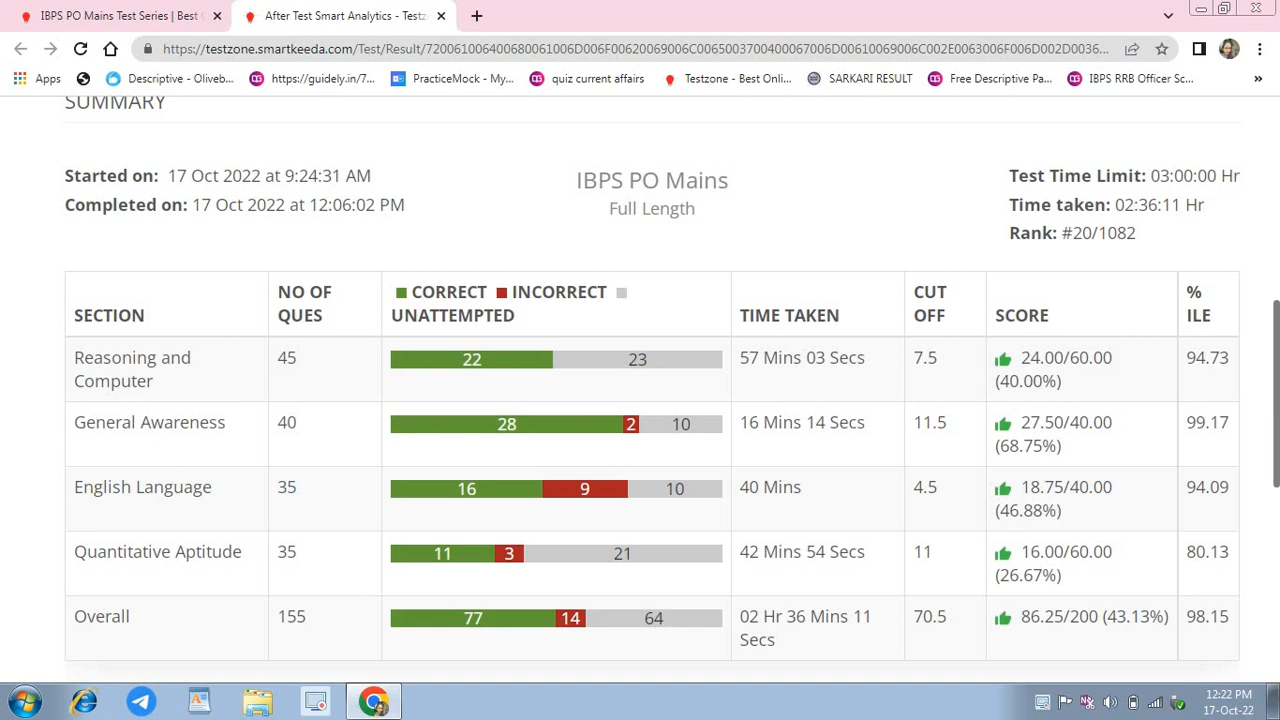 IBPS PO Mains Test Series | Best
After Test Smart Analytics - Testz
https://testzone.smartkeeda.com/Test/Result/
Apps
Descriptive - Oliveb...
https://guidely.in/7...
PracticeMock - My...
quiz current affairs
Testzone - Best Onli...
SARKARI RESULT
Free Descriptive Pa...
IBPS RRB Officer Sc...
»
SUMMARY
Started on: 17 Oct 2022 at 9:24:31 AM
Completed on: 17 Oct 2022 at 12:06:02 PM
IBPS PO Mains
Full Length
Test Time Limit: 03:00:00 Hr
Time taken: 02:36:11 Hr
Rank: #20/1082
SECTION
NO OF
QUES
CORRECT INCORRECT
UNATTEMPTED
TIME TAKEN
CUT
OFF
SCORE
%
ILE
Reasoning and
Computer
45
22 23
57 Mins 03 Secs
7.5
24.00/60.00
(40.00%)
94.73
General Awareness
40
28 2 10
16 Mins 14 Secs
11.5
27.50/40.00
(68.75%)
99.17
English Language
35
16 9 10
40 Mins
4.5
18.75/40.00
(46.88%)
94.09
Quantitative Aptitude
35
11 3 21
42 Mins 54 Secs
11
16.00/60.00
(26.67%)
80.13
Overall
155
77 14 64
02 Hr 36 Mins 11
Secs
70.5
86.25/200 (43.13%)
98.15
12:22 PM
17-Oct-22